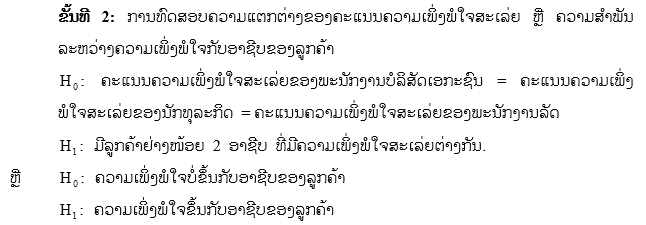 ຂັ້ນທີ 2: ການທົດສອບຄວາມແຕກຕ່າງຂອງຄະແນນຄວາມເພິ່ງພໍໃຈສະເລ່ຍ ຫຼື ຄວາມສຳພັນ
ລະຫວ່າງຄວາມເພິ່ງພໍໃຈກັບອາຊີບຂອງລູກຄ້າ
H₀: ຄະແນນຄວາມເພິ່ງພໍໃຈສະເລ່ຍຂອງພະນັກງານບໍລິສັດເອກະຊົນ = ຄະແນນຄວາມເພິ່ງ
ພໍໃຈສະເລ່ຍຂອງນັກທຸລະກິດ = ຄະແນນຄວາມເພິ່ງພໍໃຈສະເລ່ຍຂອງພະນັກງານລັດ
H₁: ມີລູກຄ້າຢ່າງໜ້ອຍ 2 ອາຊີບ ທີ່ມີຄວາມເພິ່ງພໍໃຈສະເລ່ຍຕ່າງກັນ.
ຫຼື H₀: ຄວາມເພິ່ງພໍໃຈບໍ່ຂຶ້ນກັບອາຊີບຂອງລູກຄ້າ
H₁: ຄວາມເພິ່ງພໍໃຈຂຶ້ນກັບອາຊີບຂອງລູກຄ້າ